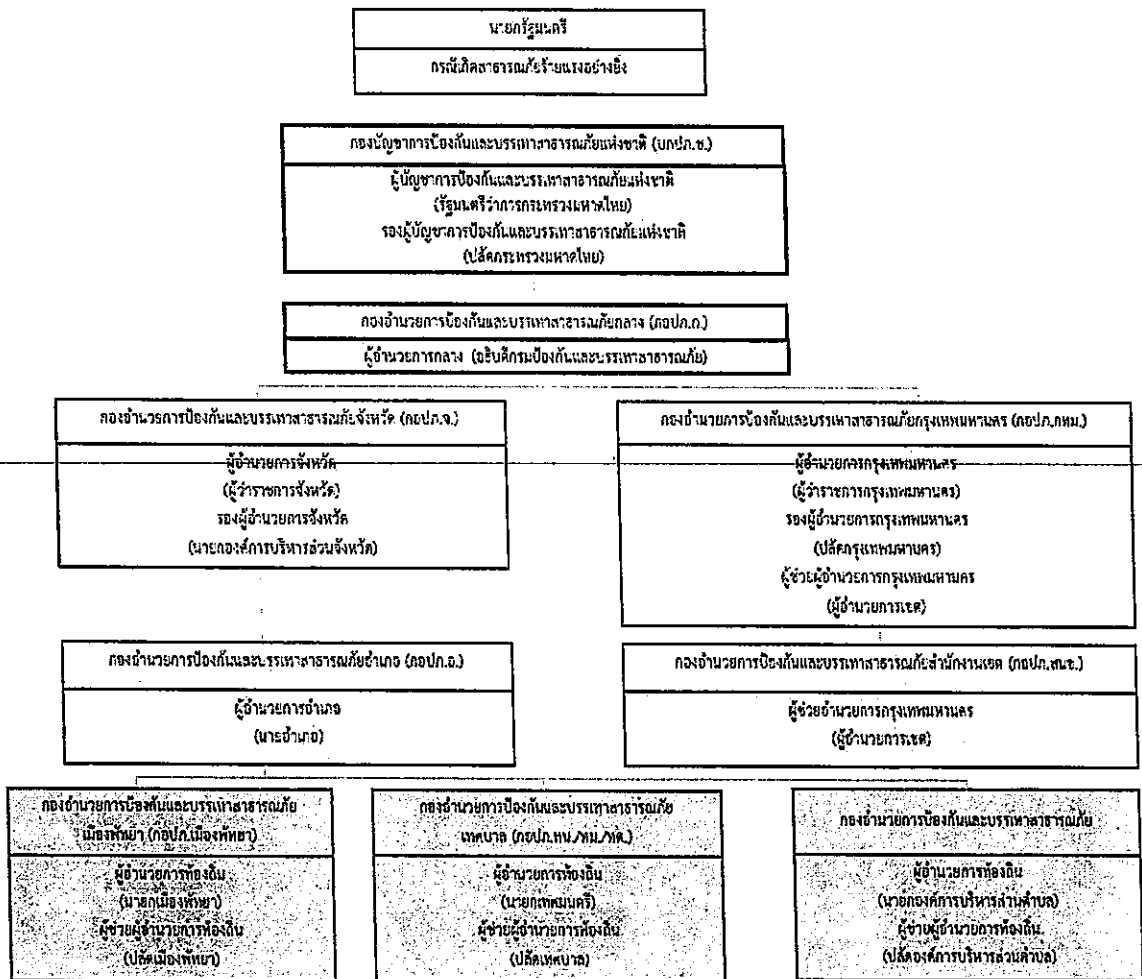 นายกรัฐมนตรี
กรณีเกิดสาธารณภัยร้ายแรงอย่างยิ่ง
กองบัญชาการป้องกันและบรรเทาสาธารณภัยแห่งชาติ (บกปภ.ช.)
ผู้บัญชาการป้องกันและบรรเทาสาธารณภัยแห่งชาติ
(รัฐมนตรีว่าการกระทรวงมหาดไทย)
รองผู้บัญชาการป้องกันและบรรเทาสาธารณภัยแห่งชาติ
(ปลัดกระทรวงมหาดไทย)
กองอำนวยการป้องกันและบรรเทาสาธารณภัยกลาง (กอปภ.ก.)
ผู้อำนวยการกลาง (อธิบดีกรมป้องกันและบรรเทาสาธารณภัย)
กองอำนวยการป้องกันและบรรเทาสาธารณภัยจังหวัด (กอปภ.จ.)
ผู้อำนวยการจังหวัด
(ผู้ว่าราชการจังหวัด)
รองผู้อำนวยการจังหวัด
(นายกองค์การบริหารส่วนจังหวัด)
กองอำนวยการป้องกันและบรรเทาสาธารณภัยกรุงเทพมหานคร (กอปภ.กทม.)
ผู้อำนวยการกรุงเทพมหานคร
(ผู้ว่าราชการกรุงเทพมหานคร)
รองผู้อำนวยการกรุงเทพมหานคร
(ปลัดกรุงเทพมหานคร)
ผู้ช่วยผู้อำนวยการกรุงเทพมหานคร
(ผู้อำนวยการเขต)
กองอำนวยการป้องกันและบรรเทาสาธารณภัยอำเภอ (กอปภ.อ.)
ผู้อำนวยการอำเภอ
(นายอำเภอ)
กองอำนวยการป้องกันและบรรเทาสาธารณภัยสำนักงานเขต (กอปภ.สนข.)
ผู้ช่วยอำนวยการกรุงเทพมหานคร
(ผู้อำนวยการเขต)
กองอำนวยการป้องกันและบรรเทาสาธารณภัย
เมืองพัทยา (กอปภ.เมืองพัทยา)
ผู้อำนวยการท้องถิ่น
(นายกเมืองพัทยา)
ผู้ช่วยผู้อำนวยการท้องถิ่น
(ปลัดเมืองพัทยา)
กองอำนวยการป้องกันและบรรเทาสาธารณภัย
เทศบาล (กอปภ.ทน./ทม./ทต.)
ผู้อำนวยการท้องถิ่น
(นายกเทศมนตรี)
ผู้ช่วยผู้อำนวยการท้องถิ่น
(ปลัดเทศบาล)
กองอำนวยการป้องกันและบรรเทาสาธารณภัย
ผู้อำนวยการท้องถิ่น
(นายกองค์การบริหารส่วนตำบล)
ผู้ช่วยผู้อำนวยการท้องถิ่น.
(ปลัดองค์การบริหารส่วนตำบล)